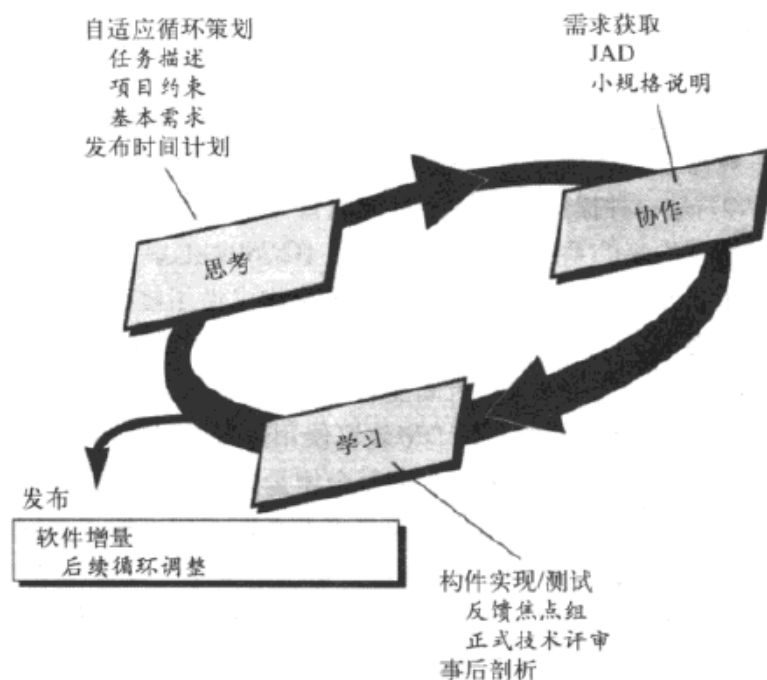 自适应循环策划
任务描述
项目约束
基本需求
发布时间计划
需求获取
JAD
小规格说明
思考
协作
学习
发布
软件增量
后续循环调整
构件实现/测试
反馈焦点组
正式技术评审
事后剖析